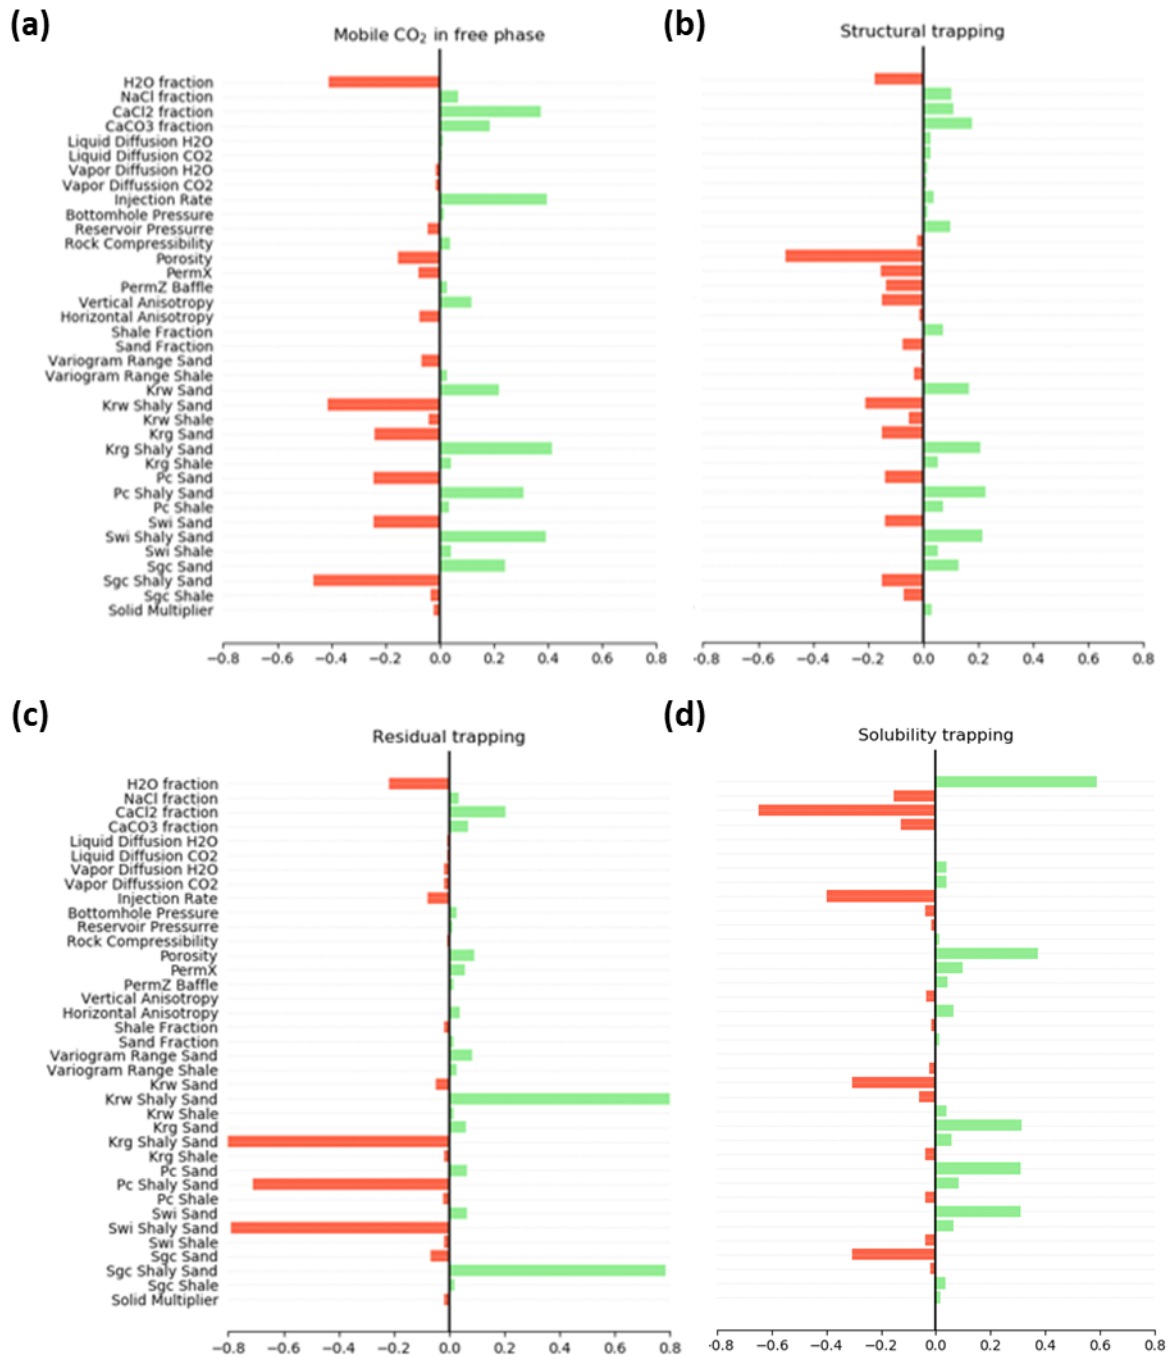 (a)
Mobile CO₂ in free phase
H2O fraction
NaCl fraction
CaCl2 fraction
CaCO3 fraction
Liquid Diffusion H2O
Liquid Diffusion CO2
Vapor Diffusion H2O
Vapor Diffussion CO2
Injection Rate
Bottomhole Pressure
Reservoir Pressurre
Rock Compressibility
Porosity
PermX
PermZ Baffle
Vertical Anisotropy
Horizontal Anisotropy
Shale Fraction
Sand Fraction
Variogram Range Sand
Variogram Range Shale
Krw Sand
Krw Shaly Sand
Krw Shale
Krg Sand
Krg Shaly Sand
Krg Shale
Pc Sand
Pc Shaly Sand
Pc Shale
Swi Sand
Swi Shaly Sand
Swi Shale
Sgc Sand
Sgc Shaly Sand
Sgc Shale
Solid Multiplier
−0.8 −0.6 −0.4 −0.2 0.0 0.2 0.4 0.6 0.8
(b)
Structural trapping
-0.8 −0.6 −0.4 −0.2 0.0 0.2 0.4 0.6 0.8
(c)
Residual trapping
H2O fraction
NaCl fraction
CaCl2 fraction
CaCO3 fraction
Liquid Diffusion H2O
Liquid Diffusion CO2
Vapor Diffusion H2O
Vapor Diffussion CO2
Injection Rate
Bottomhole Pressure
Reservoir Pressurre
Rock Compressibility
Porosity
PermX
PermZ Baffle
Vertical Anisotropy
Horizontal Anisotropy
Shale Fraction
Sand Fraction
Variogram Range Sand
Variogram Range Shale
Krw Sand
Krw Shaly Sand
Krw Shale
Krg Sand
Krg Shaly Sand
Krg Shale
Pc Sand
Pc Shaly Sand
Pc Shale
Swi Sand
Swi Shaly Sand
Swi Shale
Sgc Sand
Sgc Shaly Sand
Sgc Shale
Solid Multiplier
−0.8 −0.6 −0.4 −0.2 0.0 0.2 0.4 0.6 0.8
(d)
Solubility trapping
−0.8 −0.6 −0.4 −0.2 0.0 0.2 0.4 0.6 0.8